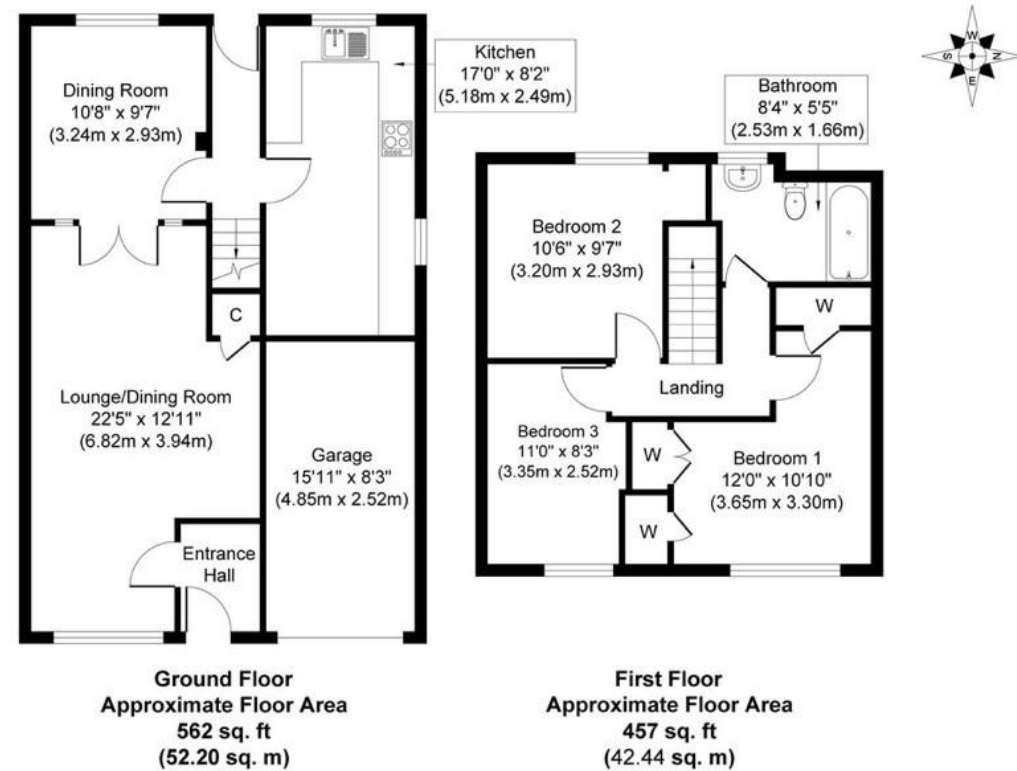 Dining Room
10'8" x 9'7"
(3.24m x 2.93m)
Kitchen
17'0" x 8'2"
(5.18m x 2.49m)
W
S
N
E
Bathroom
8'4" x 5'5"
(2.53m x 1.66m)
C
Lounge/Dining Room
22'5" x 12'11"
(6.82m x 3.94m)
Garage
15'11" x 8'3"
(4.85m x 2.52m)
Entrance
Hall
Bedroom 2
10'6" x 9'7"
(3.20m x 2.93m)
W
Landing
Bedroom 3
11'0" x 8'3"
(3.35m x 2.52m)
W
Bedroom 1
12'0" x 10'10"
(3.65m x 3.30m)
W
Ground Floor
Approximate Floor Area
562 sq. ft
(52.20 sq. m)
First Floor
Approximate Floor Area
457 sq. ft
(42.44 sq. m)